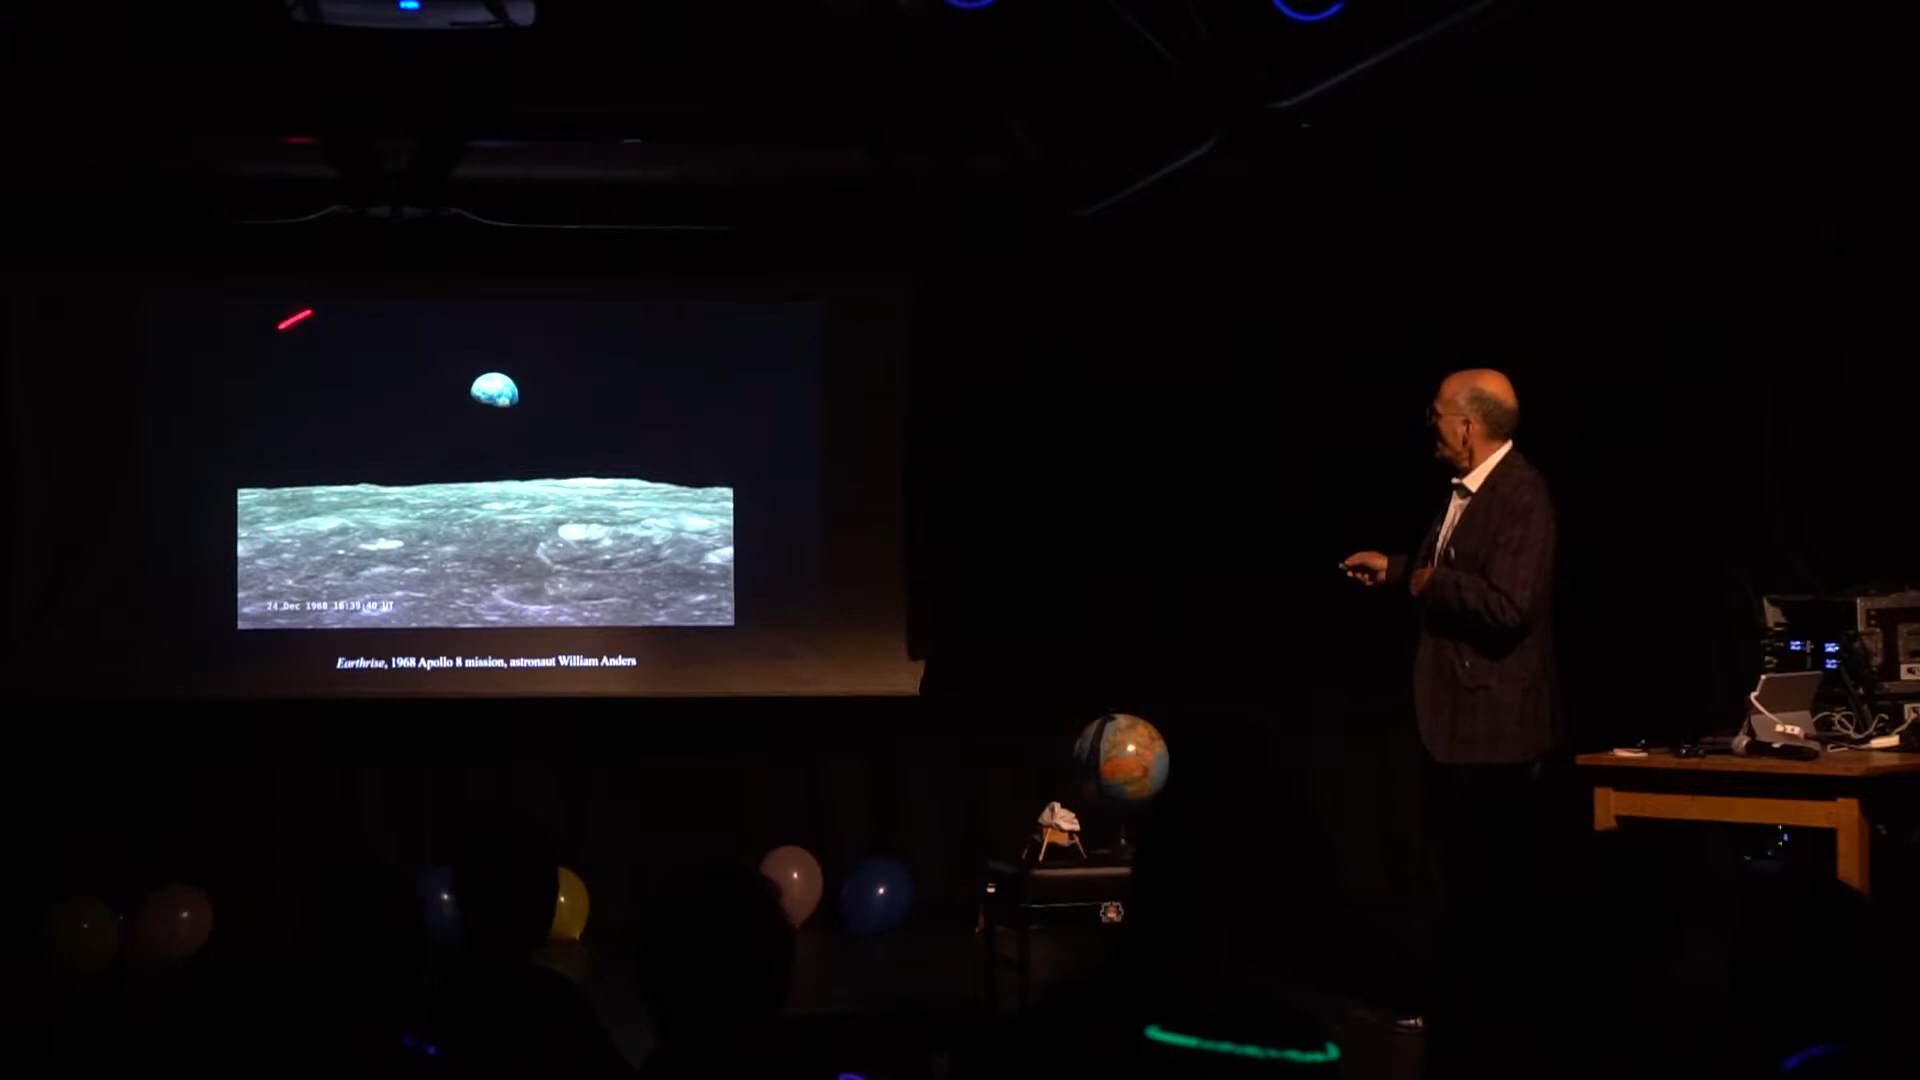 24 Dec 1968 16:39:40 UT
Earthrise, 1968 Apollo 8 mission, astronaut William Anders